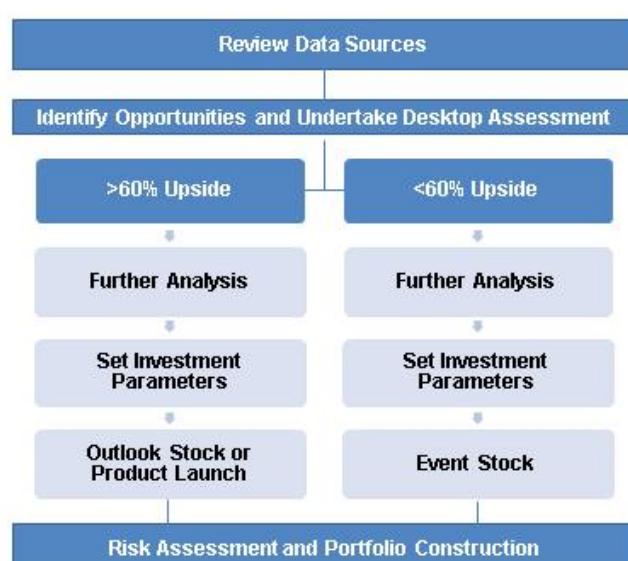 Review Data Sources
Identify Opportunities and Undertake Desktop Assessment
>60% Upside
<60% Upside
Further Analysis
Further Analysis
Set Investment
Parameters
Set Investment
Parameters
Outlook Stock or
Product Launch
Event Stock
Risk Assessment and Portfolio Construction